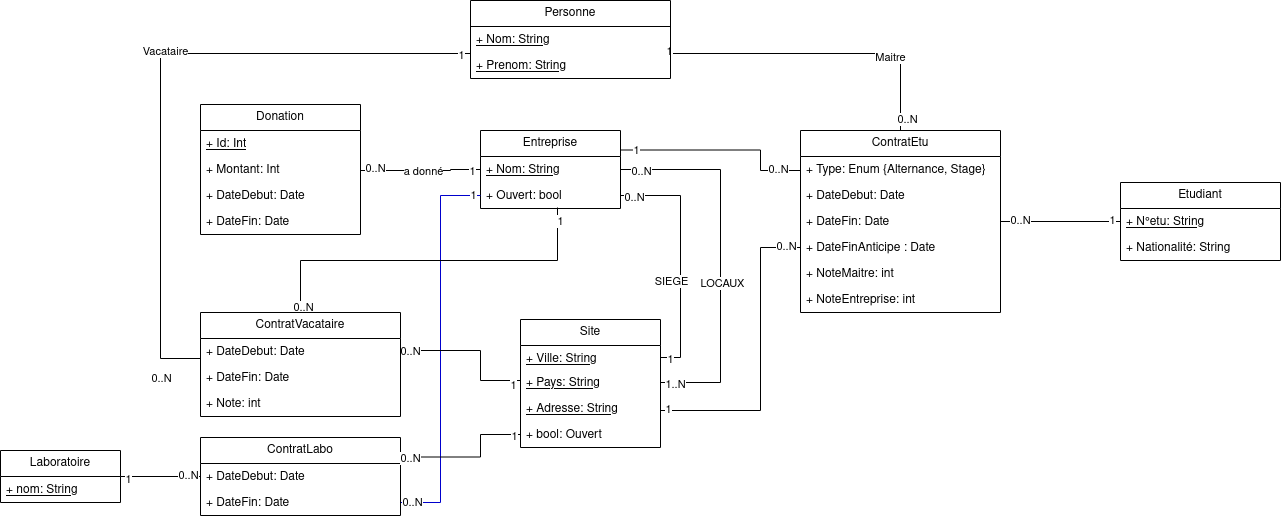 Personne
+ Nom: String
+ Prenom: String
Vacataire
1
1
Maitre
0..N
Donation
+ Id: Int
+ Montant: Int
+ DateDebut: Date
+ DateFin: Date
0..N
a donné
1
Entreprise
+ Nom: String
+ Ouvert: bool
1
1
0..N
0..N
1
0..N
ContratEtu
+ Type: Enum {Alternance, Stage}
+ DateDebut: Date
+ DateFin: Date
+ DateFinAnticipe : Date
+ NoteMaitre: int
+ NoteEntreprise: int
0..N
0..N
1
Etudiant
+ N°etu: String
+ Nationalité: String
SIEGE
LOCAUX
0..N
ContratVacataire
+ DateDebut: Date
+ DateFin: Date
+ Note: int
0..N
0..N
Site
+ Ville: String
+ Pays: String
+ Adresse: String
+ bool: Ouvert
1
1..N
1
1
1
Laboratoire
+ nom: String
1
0..N
ContratLabo
+ DateDebut: Date
+ DateFin: Date
0..N
0..N